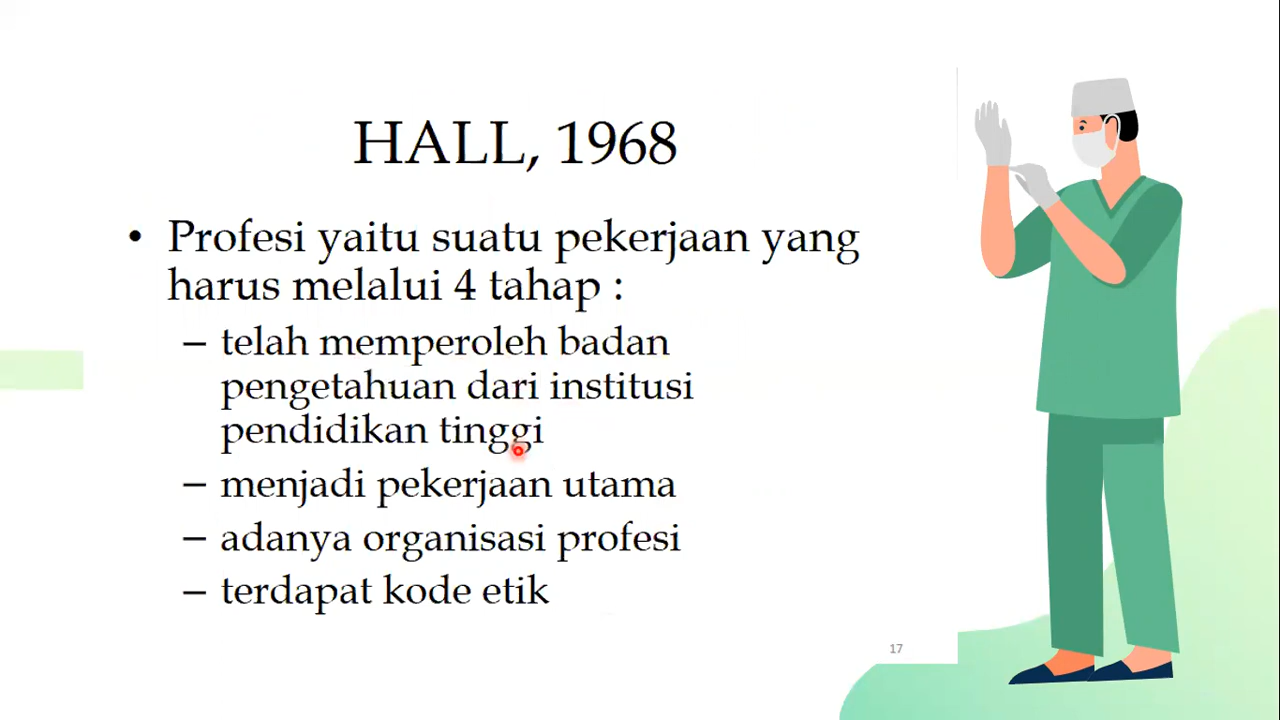 HALL, 1968
• Profesi yaitu suatu pekerjaan yang
harus melalui 4 tahap :
– telah memperoleh badan
pengetahuan dari institusi
pendidikan tinggi
– menjadi pekerjaan utama
– adanya organisasi profesi
– terdapat kode etik
17